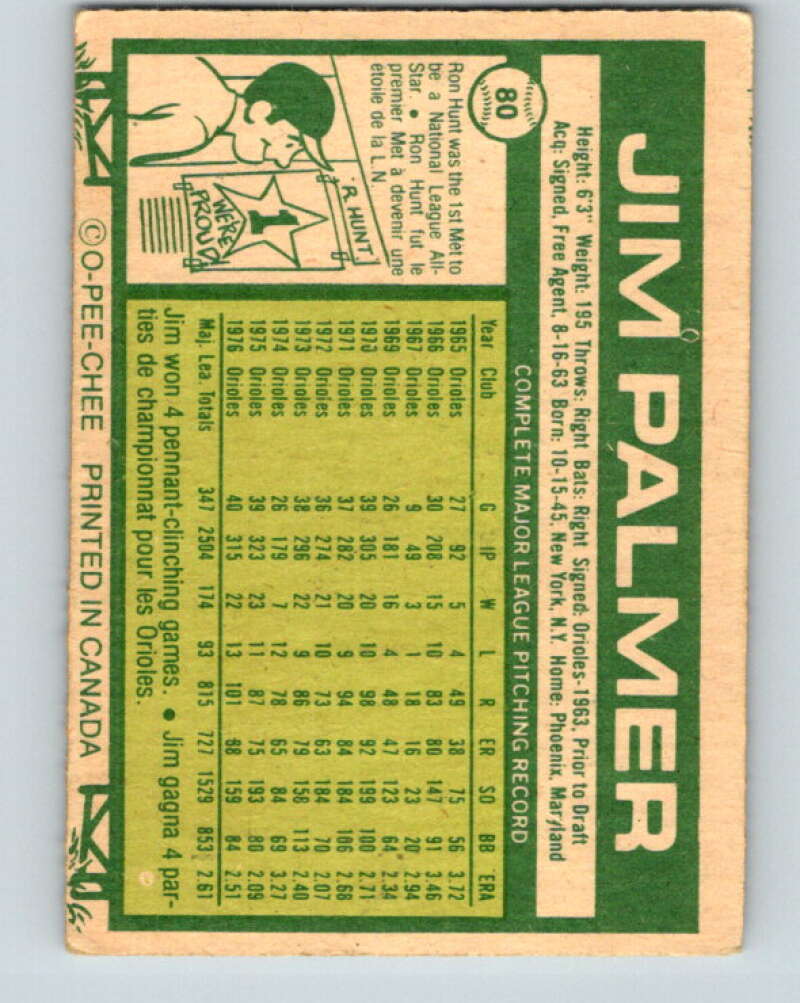 JIM PALMER
Height: 6'3" Weight: 195 Throws: Right Bats: Right Signed: Orioles-1963, Prior to Draft
Acq: Signed, Free Agent, 8-16-63 Born: 10-15-45, New York, N.Y. Home: Phoenix, Maryland
80
COMPLETE MAJOR LEAGUE PITCHING RECORD
Ron Hunt was the 1st Met to
be a National League All-
Star. • Ron Hunt fut le
premier Met à devenir une
étoile de la L.N.
R. HUNT
1
WE'RE
PROUD!
Year Club G IP W L R ER SO BB ERA
1965 Orioles 27 92 5 4 49 38 75 56 3.72
1966 Orioles 30 208 15 10 83 80 147 91 3.46
1967 Orioles 9 49 3 1 18 16 23 20 2.94
1969 Orioles 26 181 16 4 48 47 123 64 2.34
1970 Orioles 39 305 20 10 98 92 199 100 2.71
1971 Orioles 37 282 20 9 94 84 184 106 2.68
1972 Orioles 36 274 21 10 73 63 184 70 2.07
1973 Orioles 38 296 22 9 86 79 158 113 2.40
1974 Orioles 26 179 7 12 78 65 84 69 3.27
1975 Orioles 39 323 23 11 87 75 193 80 2.09
1976 Orioles 40 315 22 13 101 88 159 84 2.51
Maj. Lea. Totals 347 2504 174 93 815 727 1529 853 2.61
Jim won 4 pennant-clinching games. • Jim gagna 4 par-
ties de championnat pour les Orioles.
© O-PEE-CHEE PRINTED IN CANADA